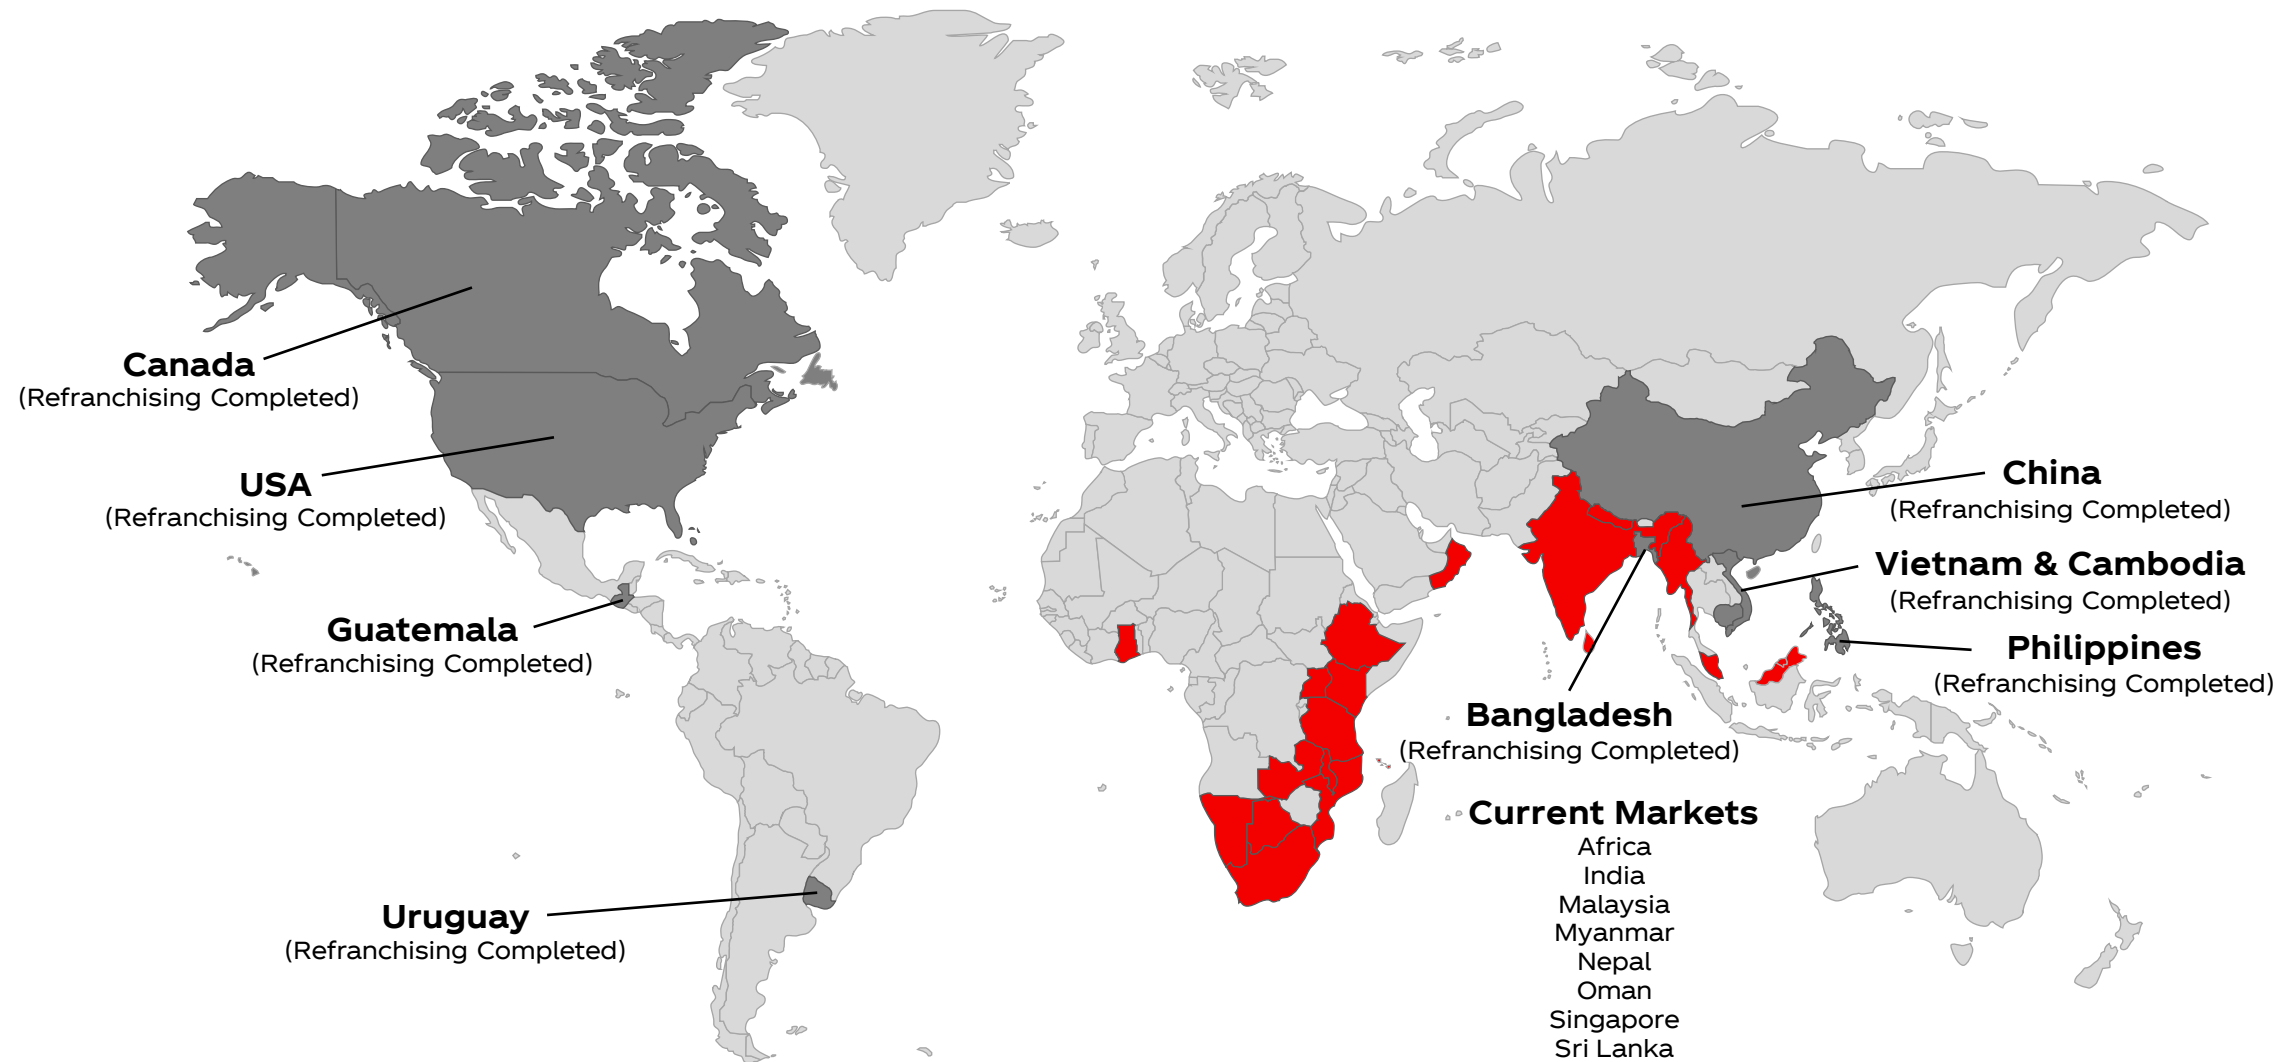 Canada
(Refranchising Completed)
USA
(Refranchising Completed)
Guatemala
(Refranchising Completed)
Uruguay
(Refranchising Completed)
China
(Refranchising Completed)
Vietnam & Cambodia
(Refranchising Completed)
Philippines
(Refranchising Completed)
Bangladesh
(Refranchising Completed)
Current Markets
Africa
India
Malaysia
Myanmar
Nepal
Oman
Singapore
Sri Lanka